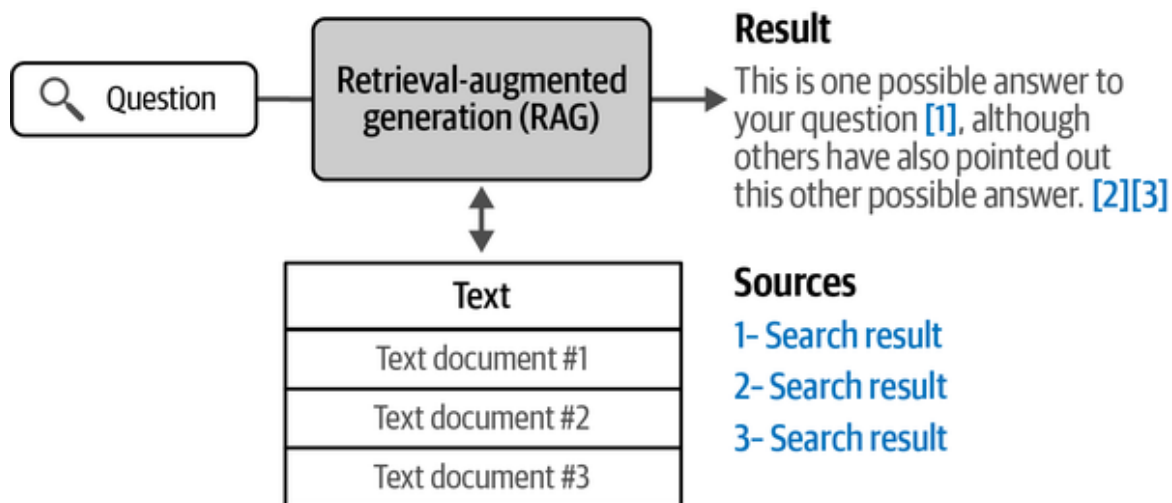 Question
Retrieval-augmented
generation (RAG)
Result
This is one possible answer to
your question [1], although
others have also pointed out
this other possible answer. [2][3]
Text
Text document #1
Text document #2
Text document #3
Sources
1– Search result
2– Search result
3– Search result